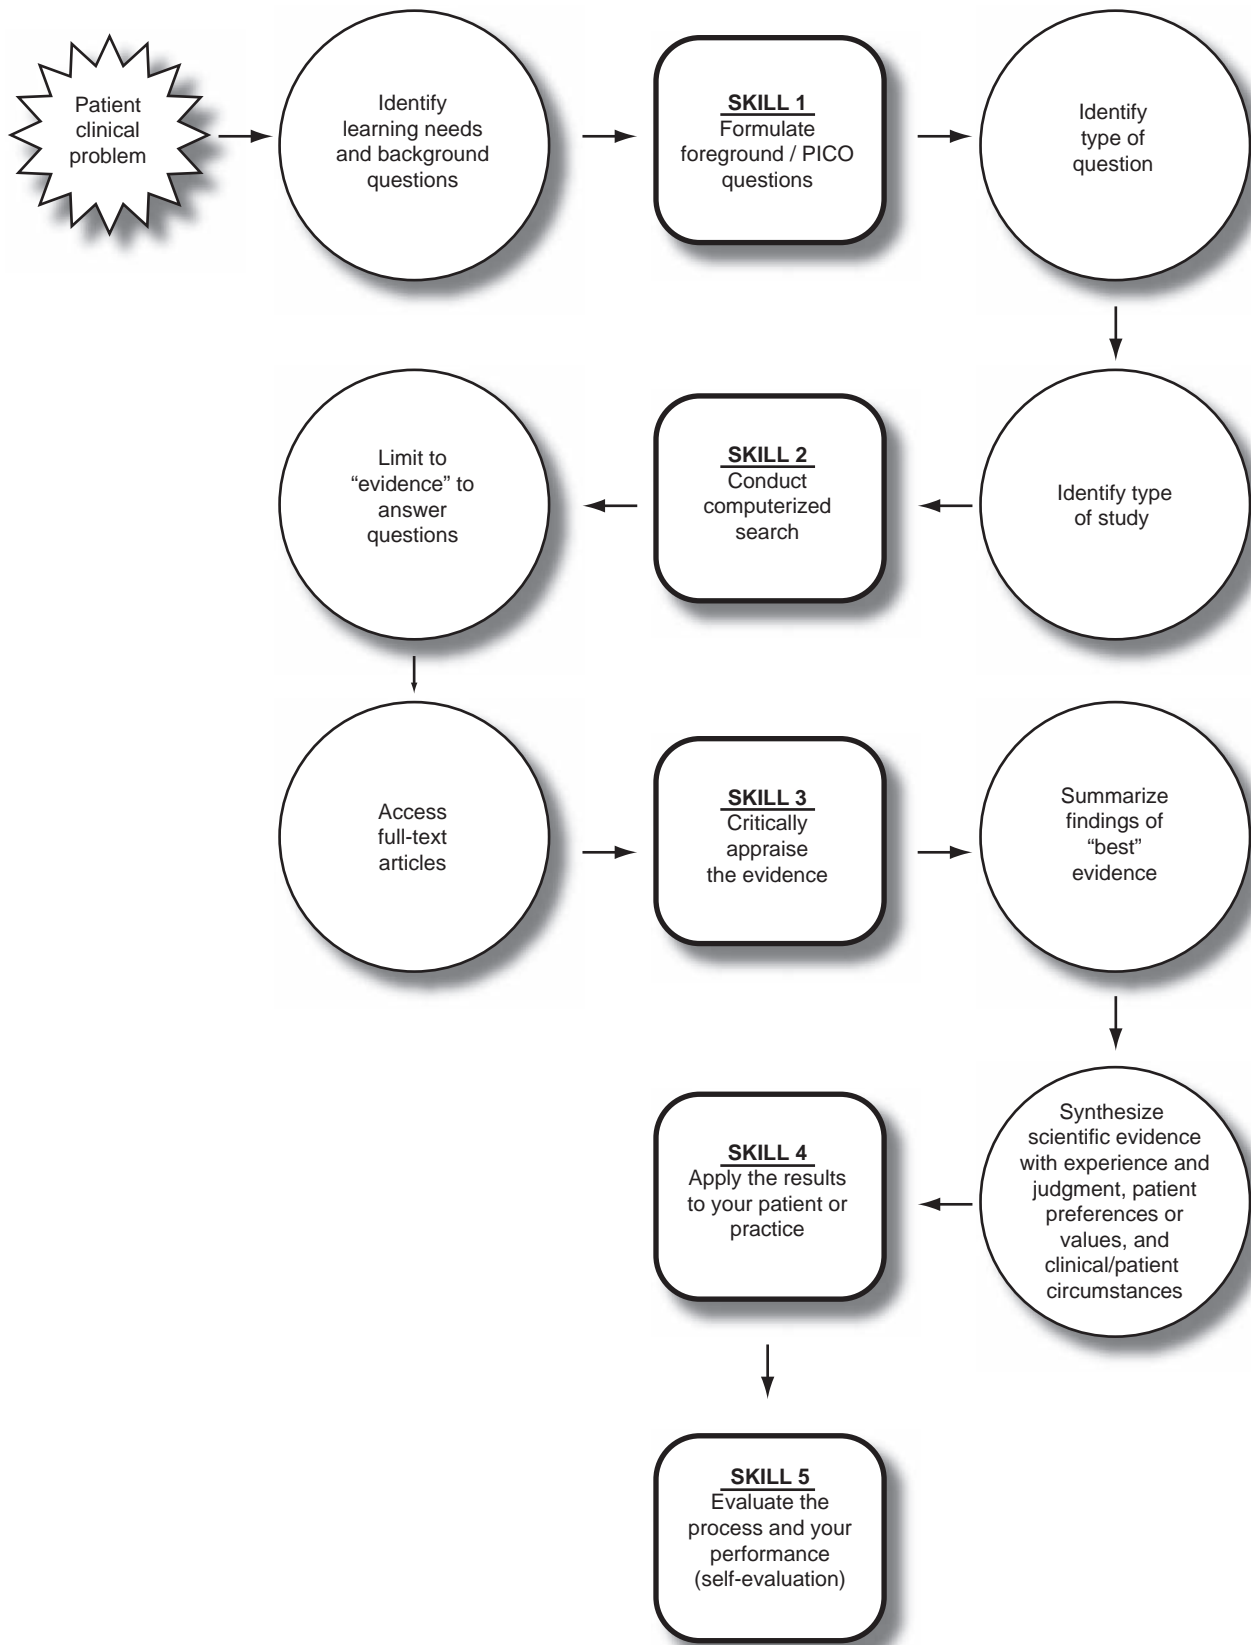 Patient
clinical
problem
Identify
learning needs
and background
questions
SKILL 1
Formulate
foreground / PICO
questions
Identify
type of
question
Identify type
of study
SKILL 2
Conduct
computerized
search
Limit to
“evidence” to
answer
questions
Access
full-text
articles
SKILL 3
Critically
appraise
the evidence
Summarize
findings of
“best”
evidence
Synthesize
scientific evidence
with experience and
judgment, patient
preferences or
values, and
clinical/patient
circumstances
SKILL 4
Apply the results
to your patient or
practice
SKILL 5
Evaluate the
process and your
performance
(self-evaluation)